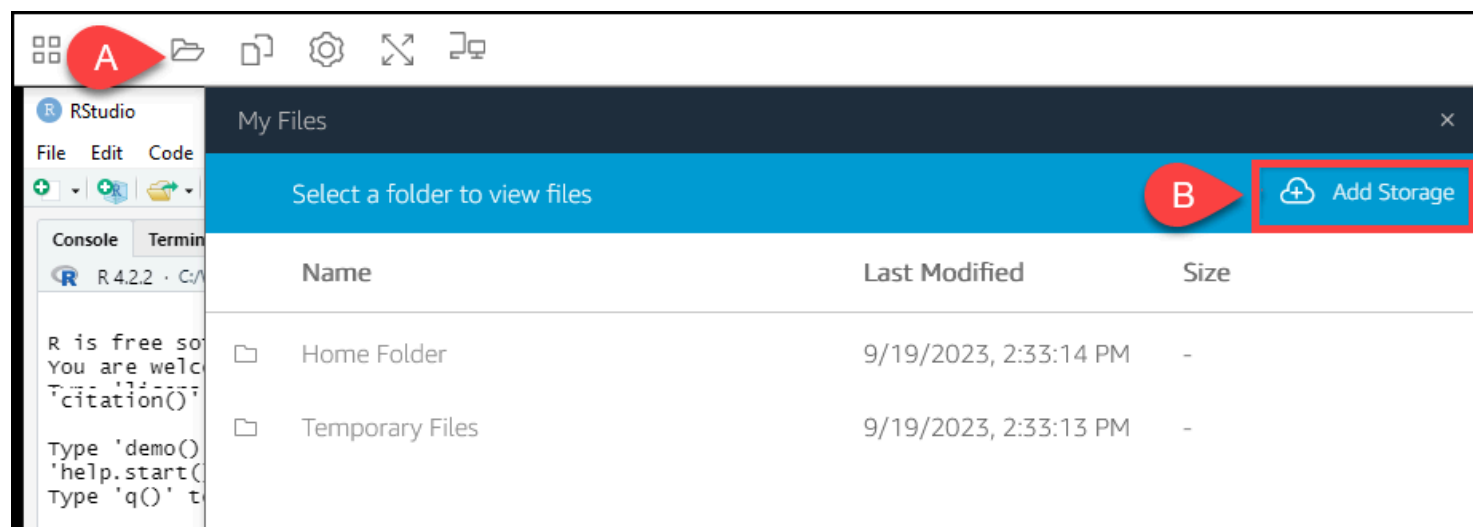 A
RStudio
File Edit Code
Console Termin
R 4.2.2 · C:/
R is free so
You are welc
'citation()'
Type 'demo()
'help.start(
Type 'q()' t
My Files ×
Select a folder to view files
B
Add Storage
Name Last Modified Size
Home Folder 9/19/2023, 2:33:14 PM -
Temporary Files 9/19/2023, 2:33:13 PM -